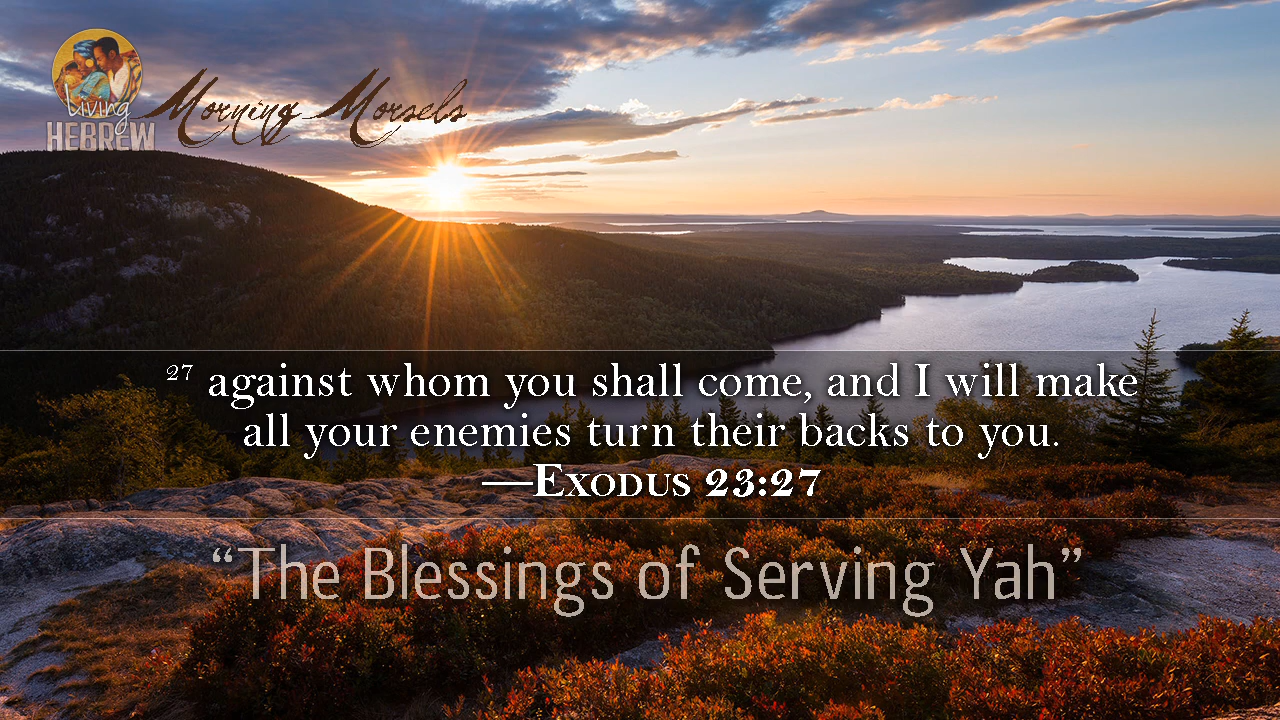 Living
HEBREW
Morning Morsels
27 against whom you shall come, and I will make
all your enemies turn their backs to you.
—Exodus 23:27
“The Blessings of Serving Yah”